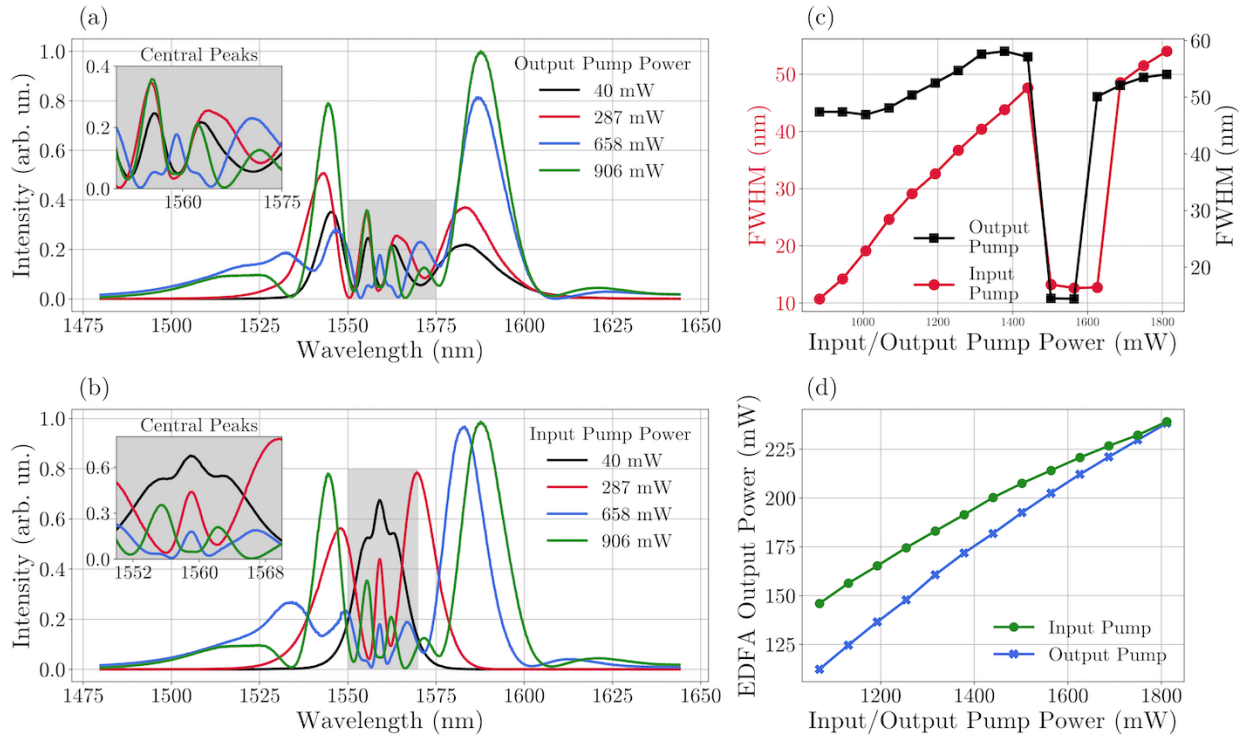 (a)
Intensity (arb. un.)
1.0
0.8
0.6
0.4
0.2
0.0
Central Peaks
0.4
0.2
0.0
1560
1575
Output Pump Power
40 mW
287 mW
658 mW
906 mW
1475
1500
1525
1550
1575
1600
1625
1650
Wavelength (nm)
(b)
Intensity (arb. un.)
1.0
0.8
0.6
0.4
0.2
0.0
Central Peaks
0.6
0.3
0.0
1552
1560
1568
Input Pump Power
40 mW
287 mW
658 mW
906 mW
1475
1500
1525
1550
1575
1600
1625
1650
Wavelength (nm)
(c)
FWHM (nm)
50
40
30
20
10
Output
Pump
Input
Pump
60
50
40
30
20
FWHM (nm)
1000
1200
1400
1600
1800
Input/Output Pump Power (mW)
(d)
EDFA Output Power (mW)
225
200
175
150
125
Input Pump
Output Pump
1200
1400
1600
1800
Input/Output Pump Power (mW)